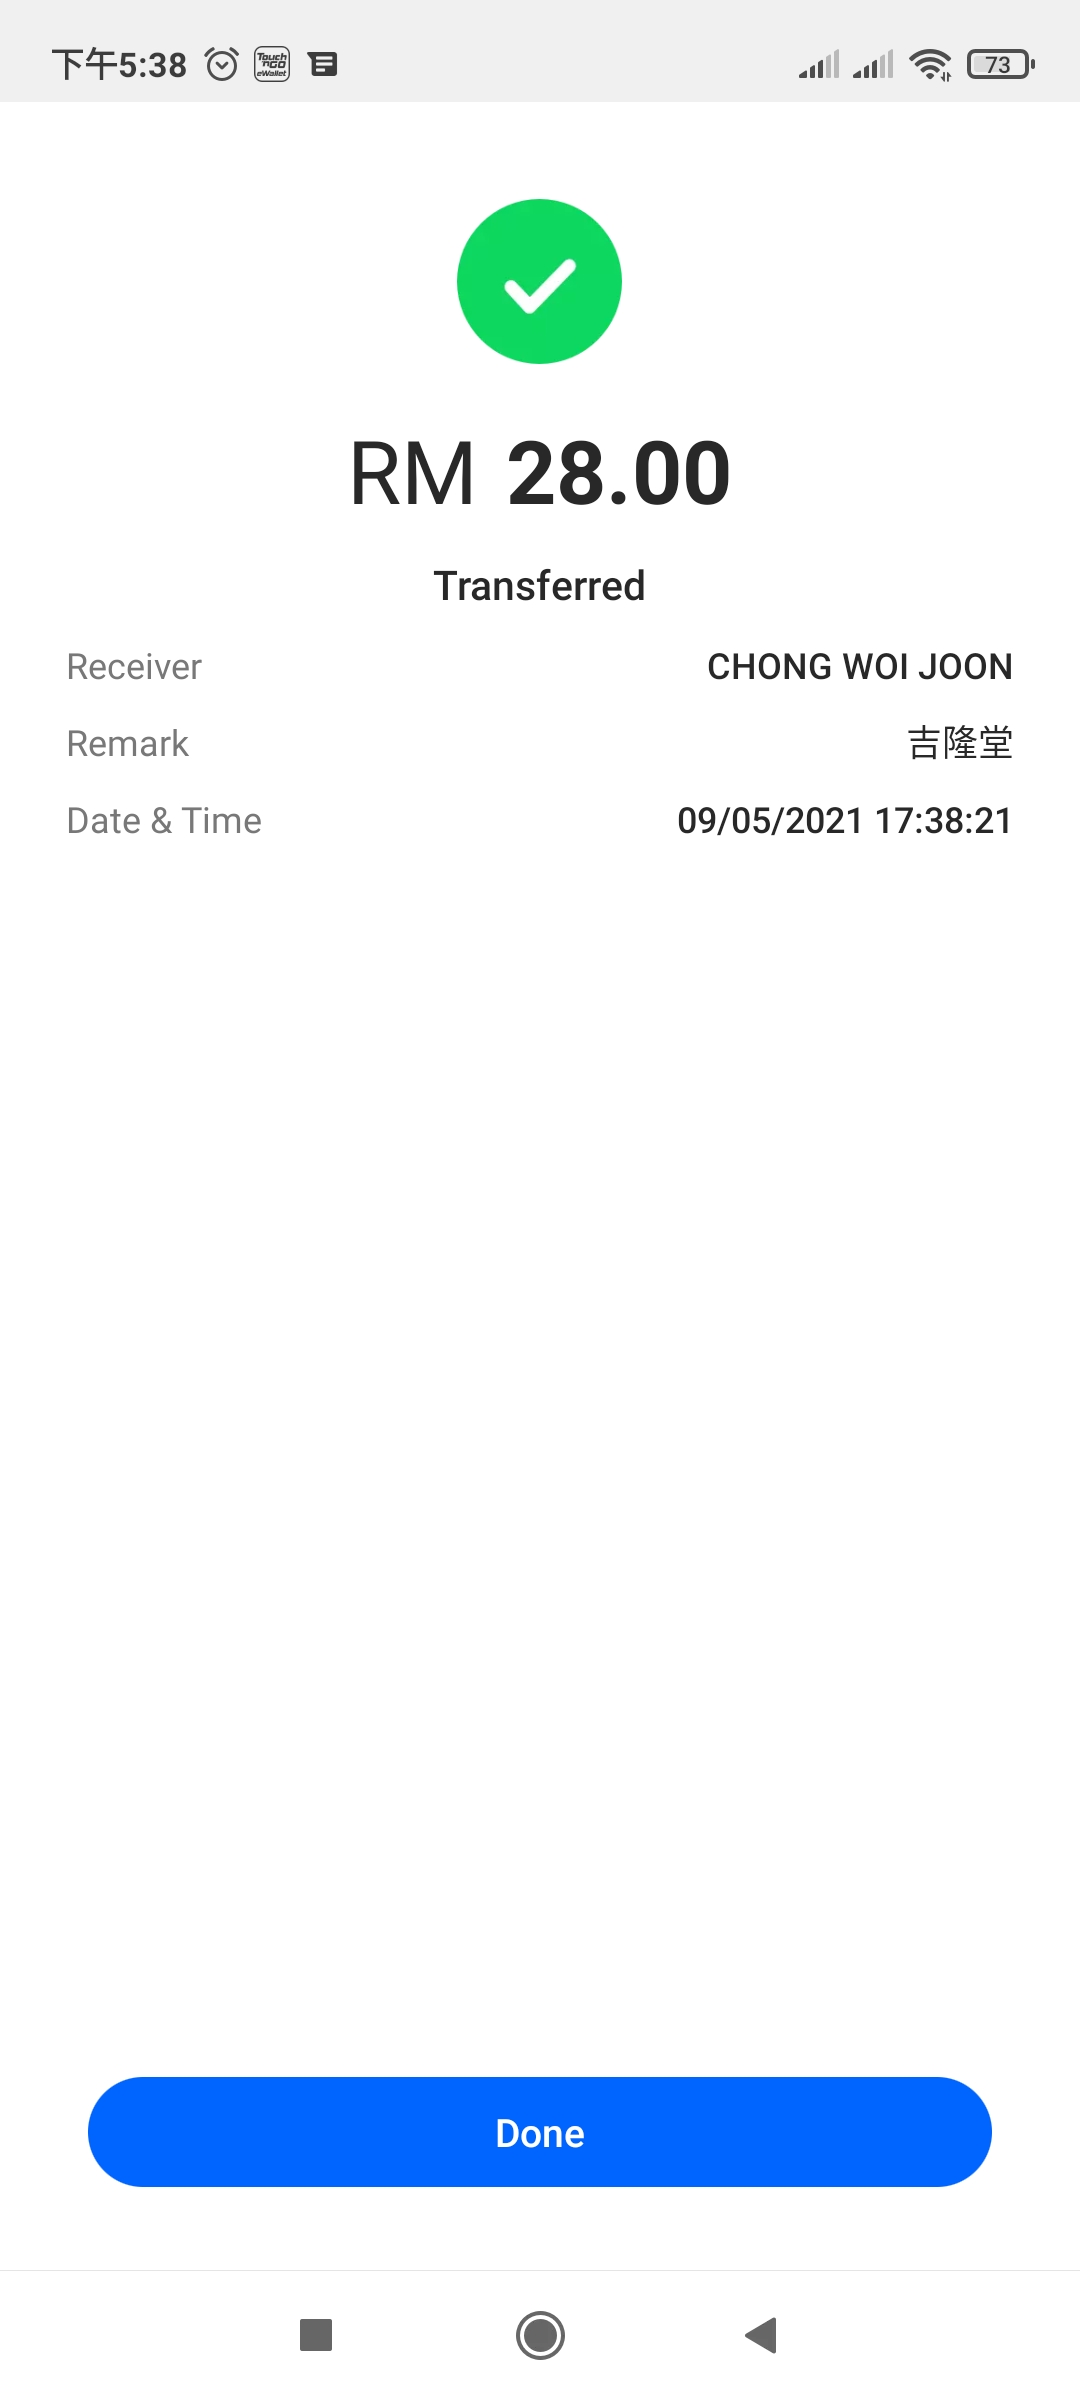 下午5:38
Touch
'nGO
eWallet
73
RM 28.00
Transferred
Receiver CHONG WOI JOON
Remark 吉隆堂
Date & Time 09/05/2021 17:38:21
Done